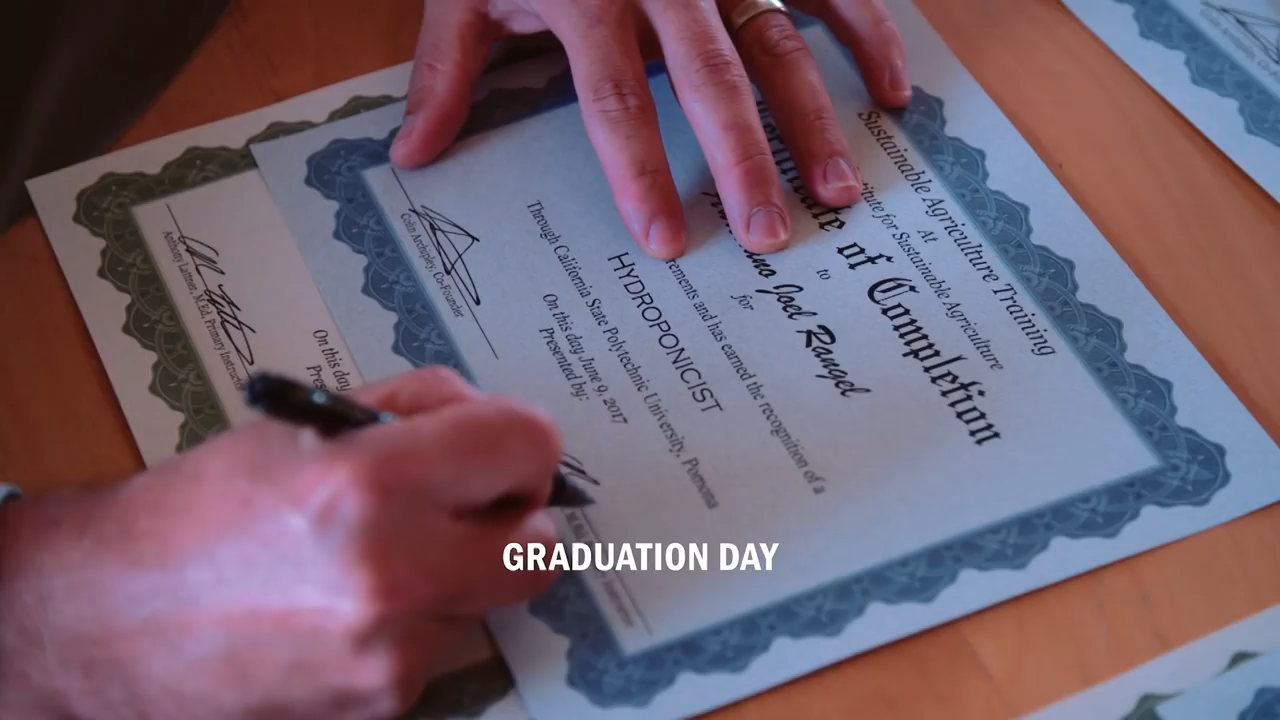 Sustainable Agriculture Training
At
for Sustainable Agriculture
of Completion
to
Joel Rangel
for
and has earned the recognition of a
HYDROPONICIST
Through California State Polytechnic University, Pomona
On this day June 9, 2017
Presented by:
Colin Archipley, Co-Founder
On this day
Anthony Lattner, M.Ed, Primary Instructor
GRADUATION DAY